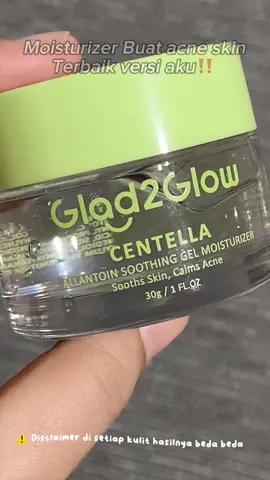 Moisturizer Buat acne skin
Terbaik versi aku‼️
Glad2Glow
CENTELLA
ALLANTOIN SOOTHING GEL MOISTURIZER
Sooths Skin, Calms Acne
30g / 1 FL.OZ
⚠️ Disclaimer di setiap kulit hasilnya beda beda